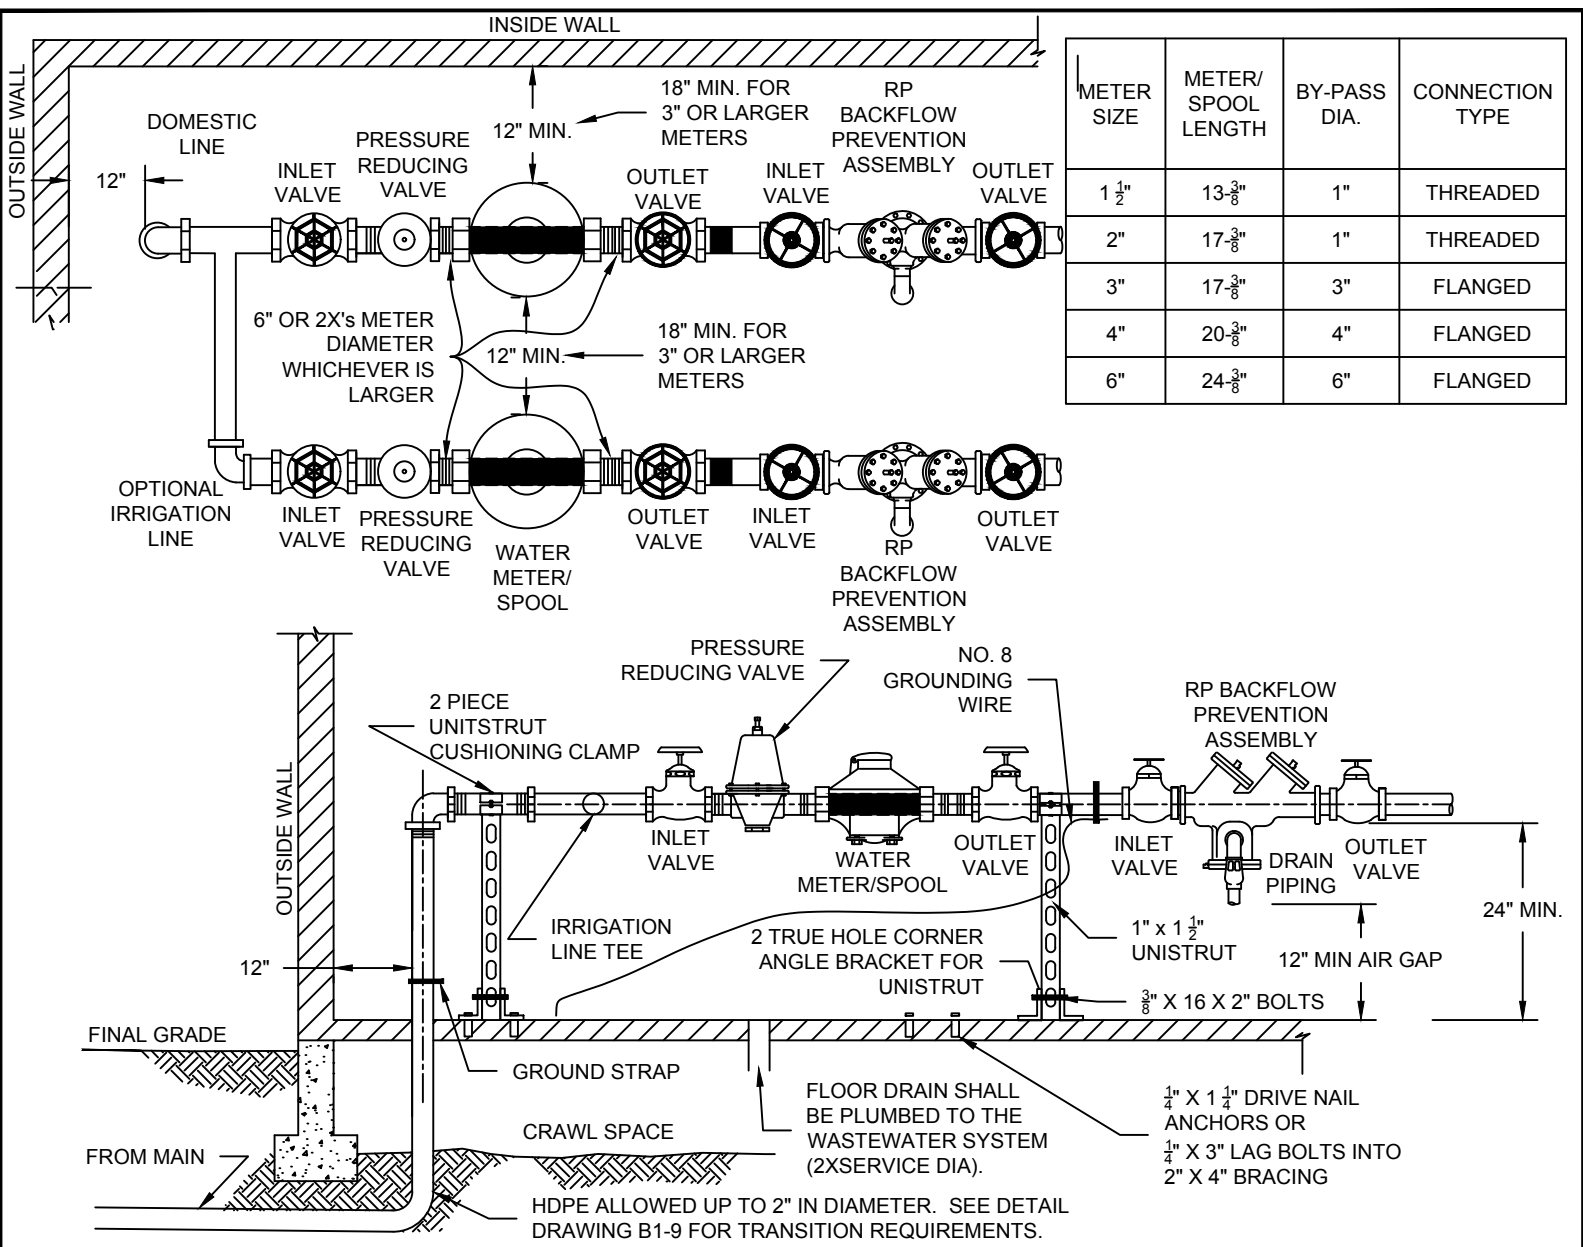 INSIDE WALL
OUTSIDE WALL
DOMESTIC
LINE
12"
INLET
VALVE
PRESSURE
REDUCING
VALVE
12" MIN.
18" MIN. FOR
3" OR LARGER
METERS
OUTLET
VALVE
INLET
VALVE
RP
BACKFLOW
PREVENTION
ASSEMBLY
OUTLET
VALVE
METER
SIZE
METER/
SPOOL
LENGTH
BY-PASS
DIA.
CONNECTION
TYPE
1 1/2" 13-3/8" 1" THREADED
2" 17-3/8" 1" THREADED
3" 17-3/8" 3" FLANGED
4" 20-3/8" 4" FLANGED
6" 24-3/8" 6" FLANGED
6" OR 2X's METER
DIAMETER
WHICHEVER IS
LARGER
12" MIN.
18" MIN. FOR
3" OR LARGER
METERS
OPTIONAL
IRRIGATION
LINE
INLET
VALVE
PRESSURE
REDUCING
VALVE
WATER
METER/
SPOOL
OUTLET
VALVE
INLET
VALVE
RP
BACKFLOW
PREVENTION
ASSEMBLY
OUTLET
VALVE
PRESSURE
REDUCING VALVE
NO. 8
GROUNDING
WIRE
RP BACKFLOW
PREVENTION
ASSEMBLY
2 PIECE
UNITSTRUT
CUSHIONING CLAMP
OUTSIDE WALL
INLET
VALVE
WATER
METER/SPOOL
OUTLET
VALVE
INLET
VALVE
DRAIN
PIPING
OUTLET
VALVE
24" MIN.
12"
IRRIGATION
LINE TEE
2 TRUE HOLE CORNER
ANGLE BRACKET FOR
UNISTRUT
1" x 1 1/2"
UNISTRUT
12" MIN AIR GAP
3/8" X 16 X 2" BOLTS
FINAL GRADE
GROUND STRAP
FLOOR DRAIN SHALL
BE PLUMBED TO THE
WASTEWATER SYSTEM
(2XSERVICE DIA).
1/4" X 1 1/4" DRIVE NAIL
ANCHORS OR
1/4" X 3" LAG BOLTS INTO
2" X 4" BRACING
CRAWL SPACE
FROM MAIN
HDPE ALLOWED UP TO 2" IN DIAMETER. SEE DETAIL
DRAWING B1-9 FOR TRANSITION REQUIREMENTS.